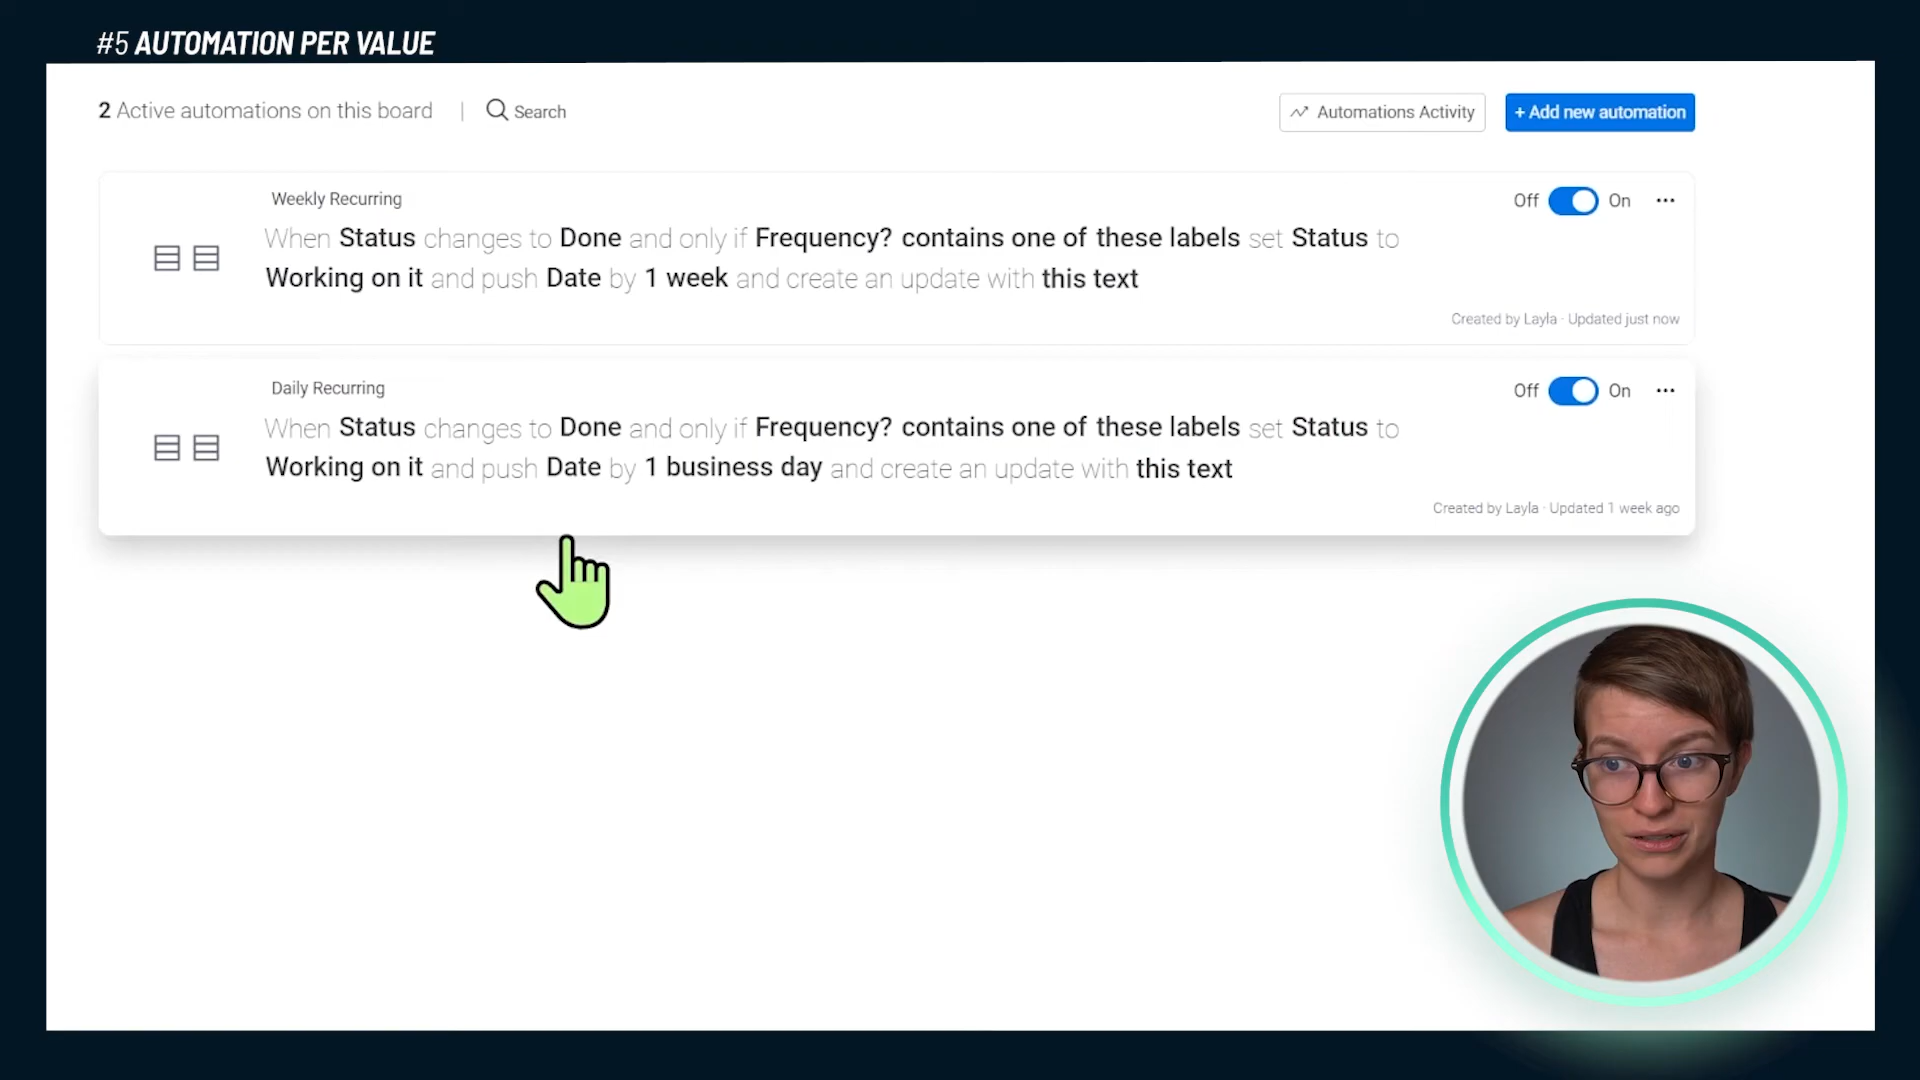 #5 AUTOMATION PER VALUE
2 Active automations on this board | Search
Automations Activity
+ Add new automation
Weekly Recurring
Off On ...
When Status changes to Done and only if Frequency? contains one of these labels set Status to
Working on it and push Date by 1 week and create an update with this text
Created by Layla · Updated just now
Daily Recurring
Off On ...
When Status changes to Done and only if Frequency? contains one of these labels set Status to
Working on it and push Date by 1 business day and create an update with this text
Created by Layla · Updated 1 week ago